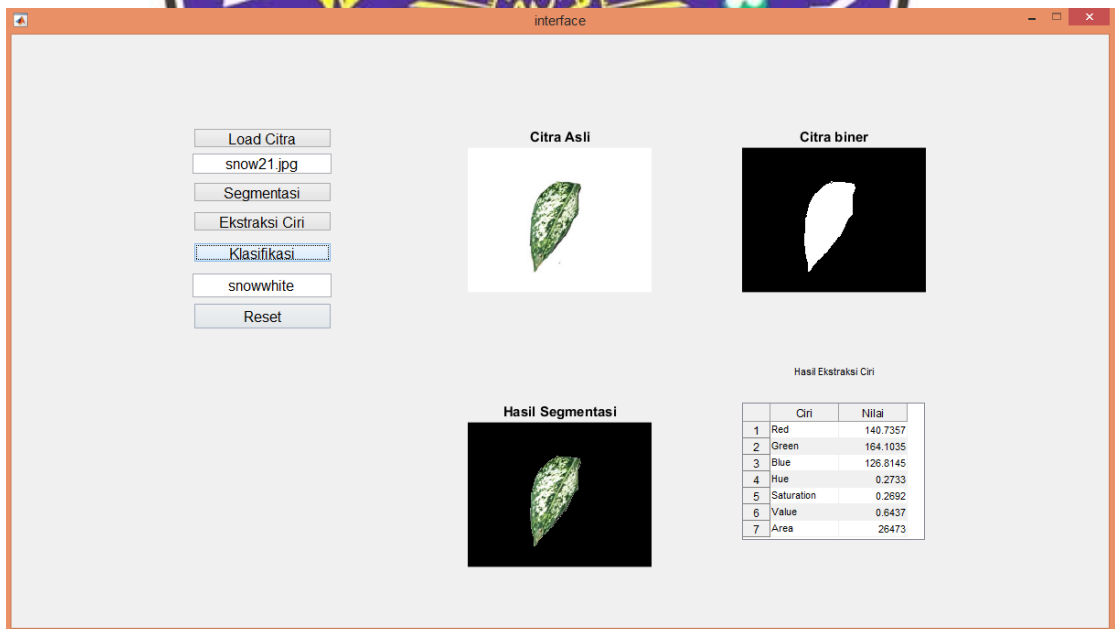 interface
Load Citra
snow21.jpg
Segmentasi
Ekstraksi Ciri
Klasifikasi
snowwhite
Reset
Citra Asli
Citra biner
Hasil Segmentasi
Hasil Ekstraksi Ciri
Ciri Nilai
1 Red 140.7357
2 Green 164.1035
3 Blue 126.8145
4 Hue 0.2733
5 Saturation 0.2692
6 Value 0.6437
7 Area 26473